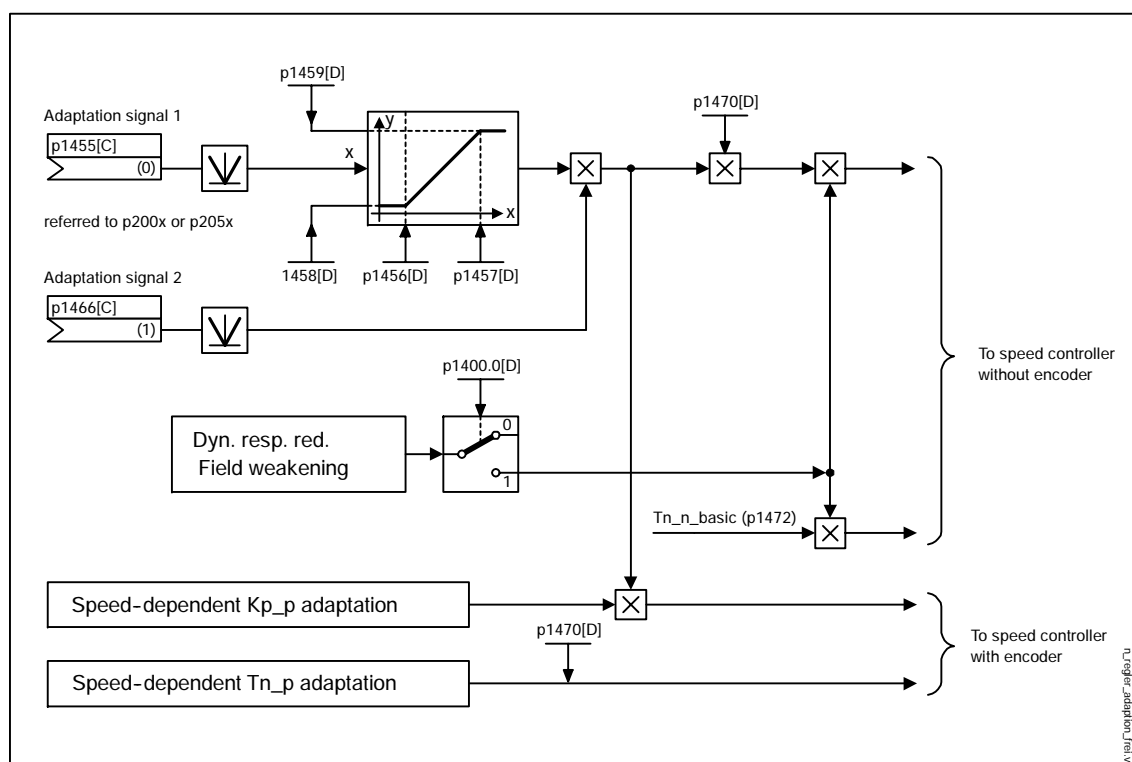 p1459[D]
Adaptation signal 1
p1455[C]
(0)
y
x
x
p1470[D]
referred to p200x or p205x
1458[D]
p1456[D]
p1457[D]
Adaptation signal 2
p1466[C]
(1)
p1400.0[D]
0
1
Dyn. resp. red.
Field weakening
To speed controller
without encoder
Tn_n_basic (p1472)
Speed-dependent Kp_p adaptation
p1470[D]
Speed-dependent Tn_p adaptation
To speed controller
with encoder
n_regler_adaption_frei.v